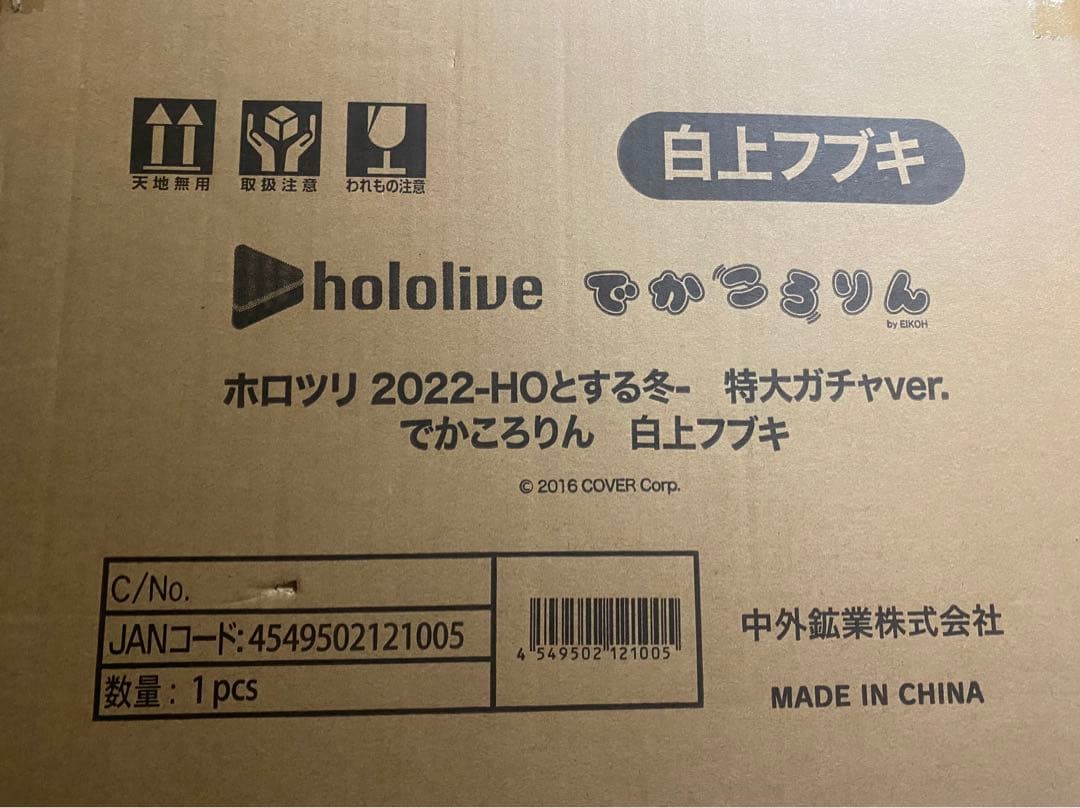 天地無用
取扱注意
われもの注意
白上フブキ
hololive
でかころりん
by EIKOH
ホロツリ 2022-HOとする冬- 特大ガチャver.
でかころりん 白上フブキ
© 2016 COVER Corp.
C/No.
JANコード:4549502121005
数量: 1pcs
4 549502 121005
中外鉱業株式会社
MADE IN CHINA